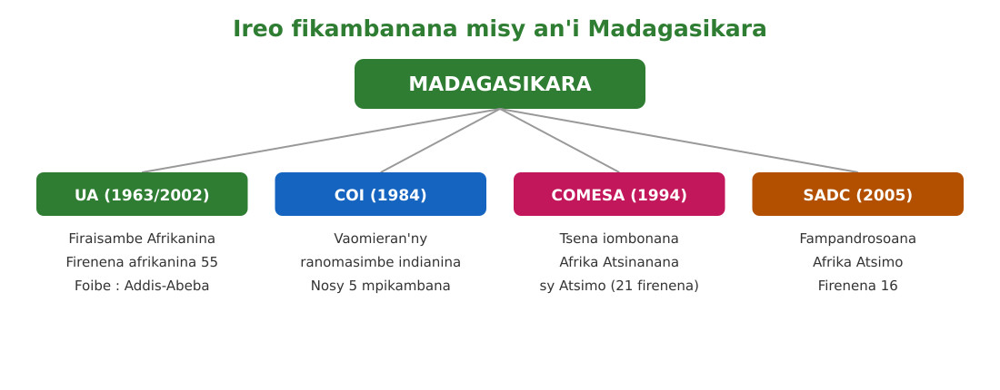 Ireo fikambanana misy an'i Madagasikara
MADAGASIKARA
UA (1963/2002)
Firaisambe Afrikanina
Firenena afrikanina 55
Foibe : Addis-Abeba
COI (1984)
Vaomieran'ny
ranomasimbe indianina
Nosy 5 mpikambana
COMESA (1994)
Tsena iombonana
Afrika Atsinanana
sy Atsimo (21 firenena)
SADC (2005)
Fampandrosoana
Afrika Atsimo
Firenena 16